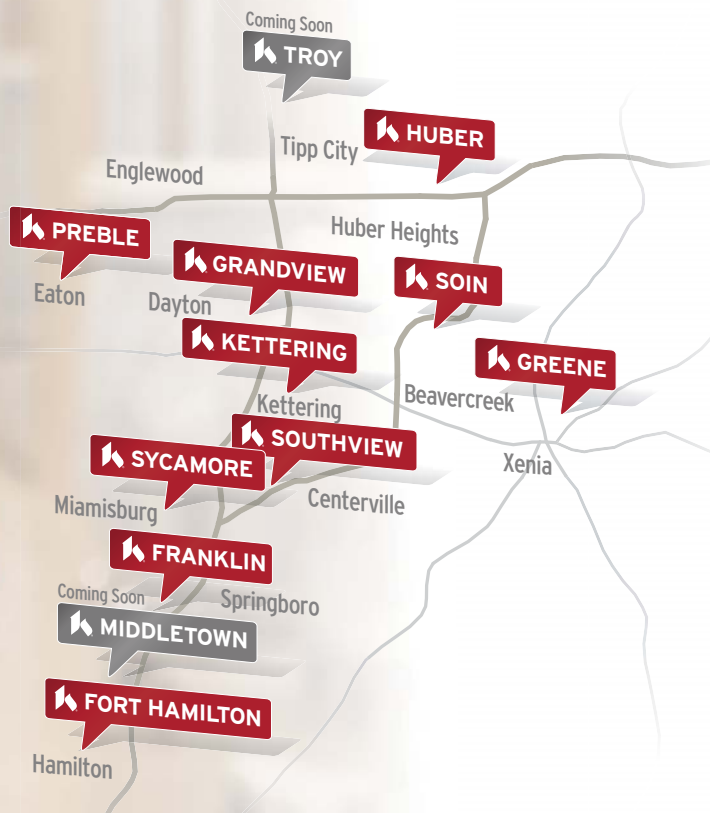 Coming Soon
TROY
HUBER
Tipp City
Englewood
PREBLE
Huber Heights
GRANDVIEW
SOIN
Eaton
Dayton
KETTERING
GREENE
Kettering
Beavercreek
SOUTHVIEW
SYCAMORE
Xenia
Centerville
Miamisburg
FRANKLIN
Coming Soon
Springboro
MIDDLETOWN
FORT HAMILTON
Hamilton